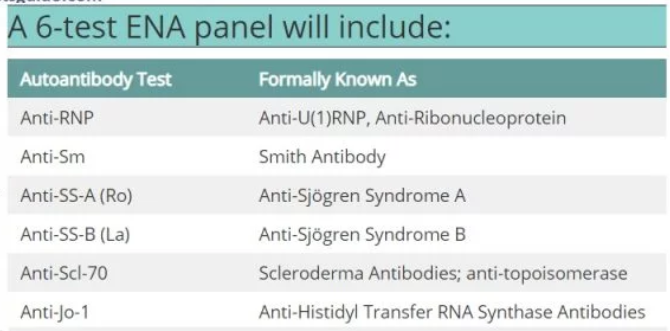 A 6-test ENA panel will include:
Autoantibody Test Formally Known As
Anti-RNP Anti-U(1)RNP, Anti-Ribonucleoprotein
Anti-Sm Smith Antibody
Anti-SS-A (Ro) Anti-Sjögren Syndrome A
Anti-SS-B (La) Anti-Sjögren Syndrome B
Anti-Scl-70 Scleroderma Antibodies; anti-topoisomerase
Anti-Jo-1 Anti-Histidyl Transfer RNA Synthase Antibodies